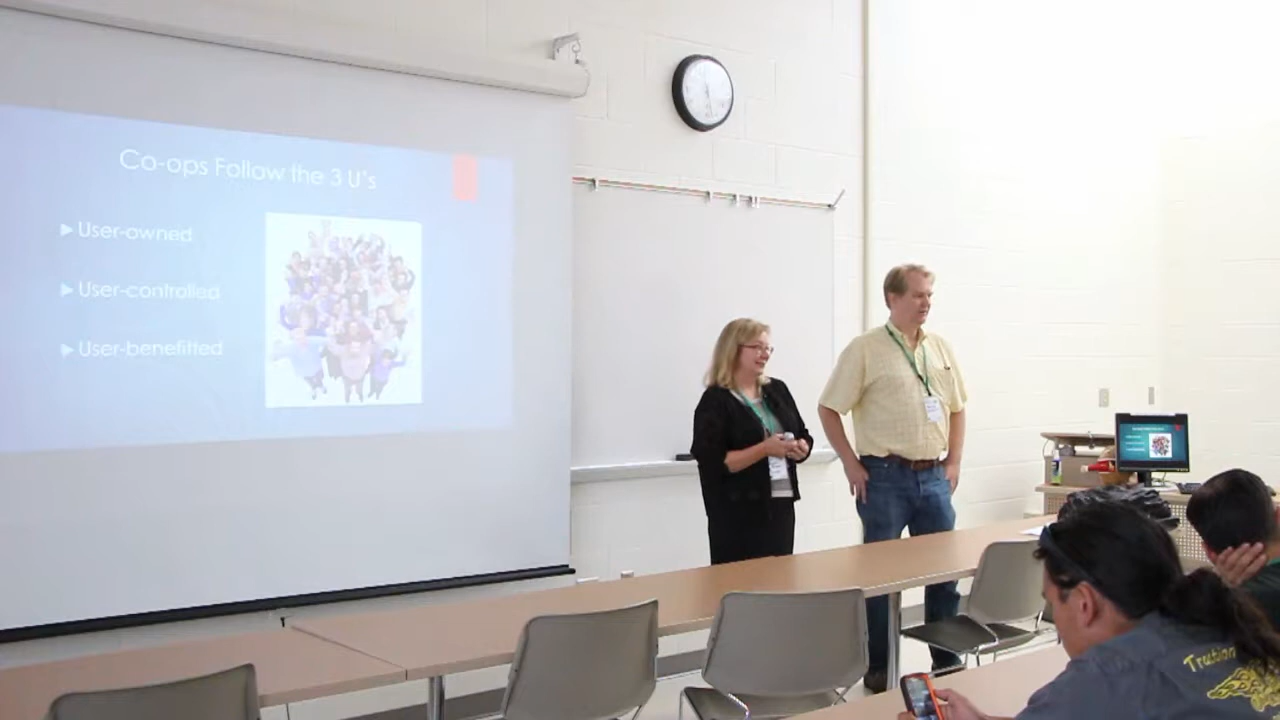 Co-ops Follow the 3 U's
►User-owned
►User-controlled
►User-benefitted